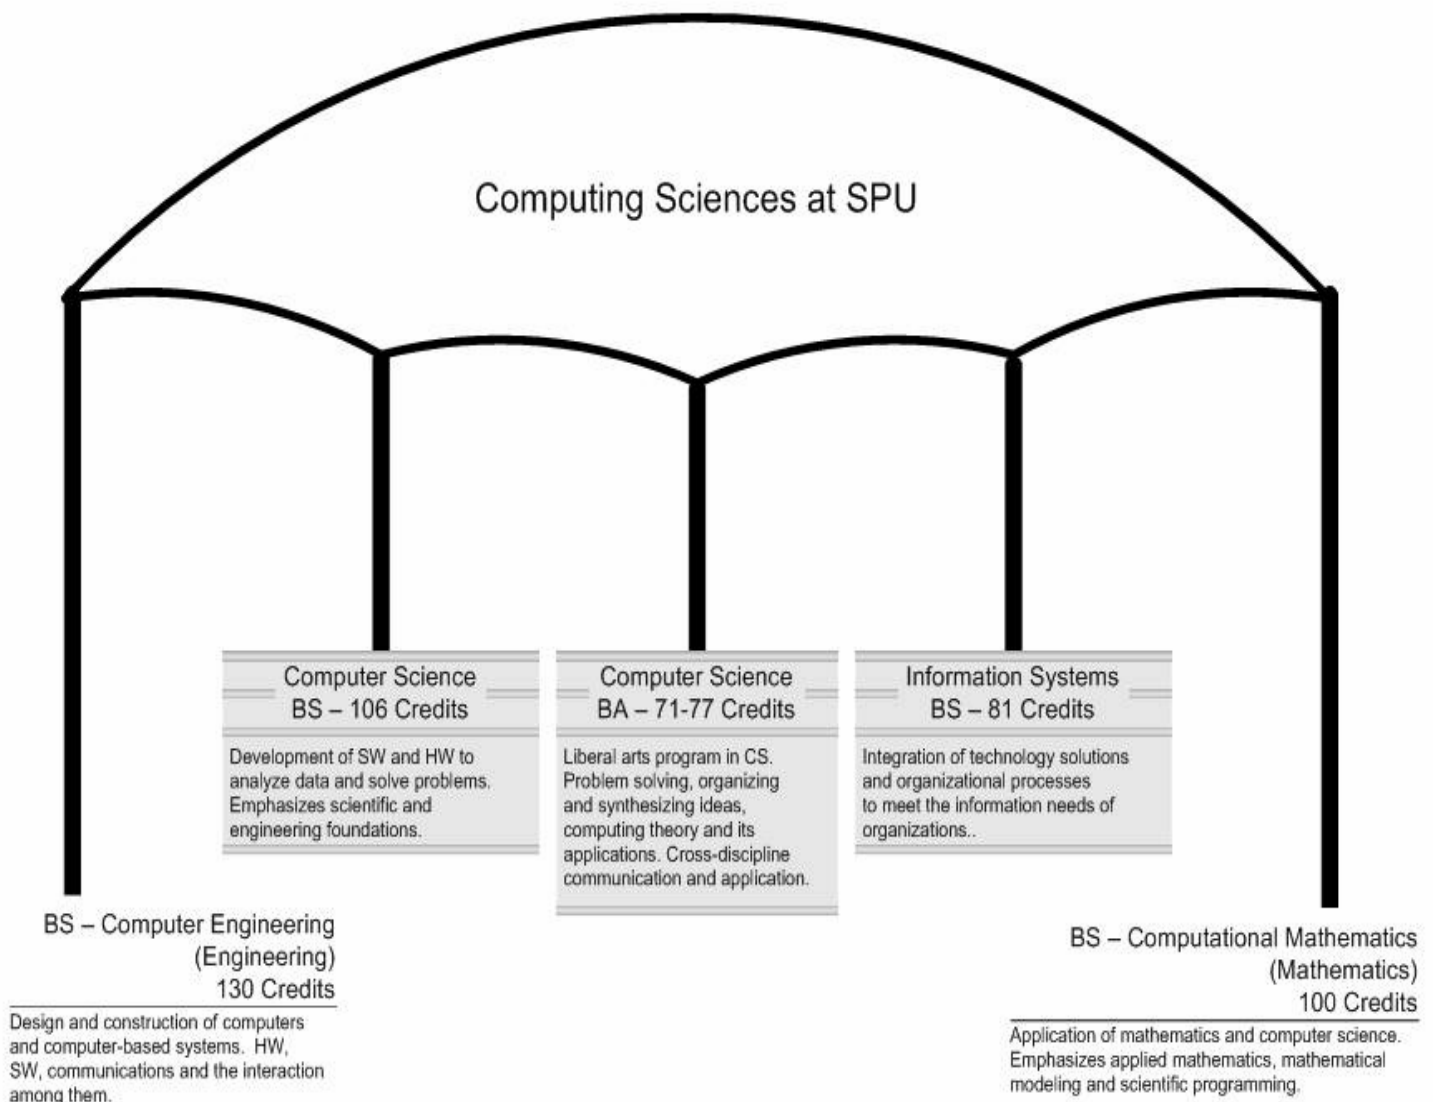 Computing Sciences at SPU
Computer Science
BS – 106 Credits
Development of SW and HW to
analyze data and solve problems.
Emphasizes scientific and
engineering foundations.
Computer Science
BA – 71-77 Credits
Liberal arts program in CS.
Problem solving, organizing
and synthesizing ideas,
computing theory and its
applications. Cross-discipline
communication and application.
Information Systems
BS – 81 Credits
Integration of technology solutions
and organizational processes
to meet the information needs of
organizations..
BS – Computer Engineering
(Engineering)
130 Credits
Design and construction of computers
and computer-based systems. HW,
SW, communications and the interaction
among them.
BS – Computational Mathematics
(Mathematics)
100 Credits
Application of mathematics and computer science.
Emphasizes applied mathematics, mathematical
modeling and scientific programming.